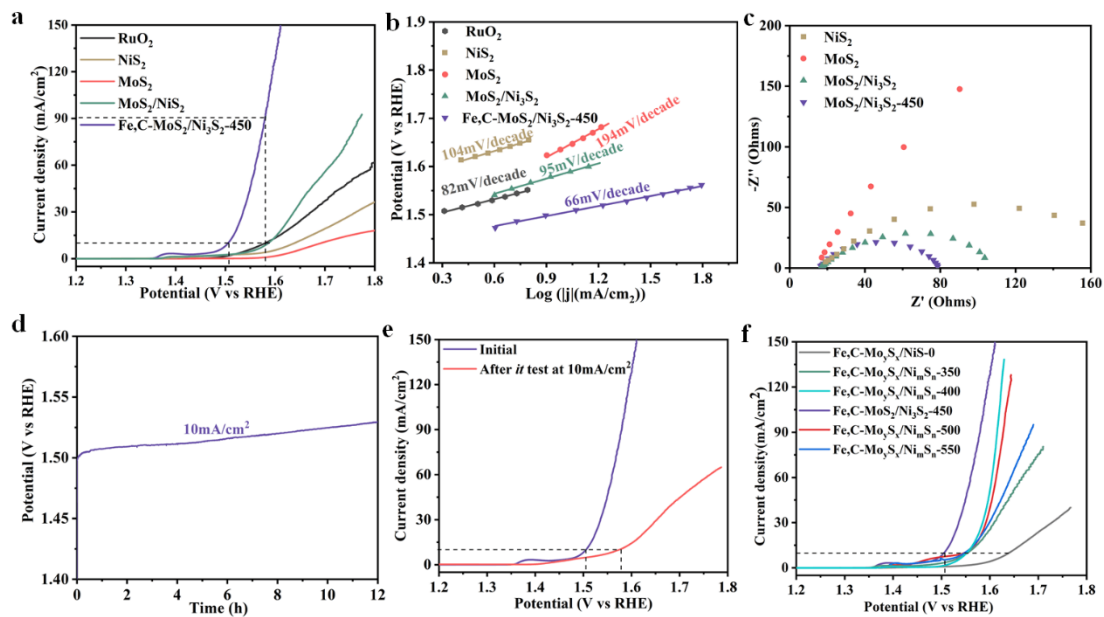 a
150
120
90
60
30
0
Current density (mA/cm²)
RuO₂
NiS₂
MoS₂
MoS₂/NiS₂
Fe,C-MoS₂/Ni₃S₂-450
1.2 1.3 1.4 1.5 1.6 1.7 1.8
Potential (V vs RHE)
b
1.9
1.8
1.7
1.6
1.5
1.4
Potential (V vs RHE)
RuO₂
NiS₂
MoS₂
MoS₂/Ni₃S₂
Fe,C-MoS₂/Ni₃S₂-450
104mV/decade
194mV/decade
95mV/decade
82mV/decade
66mV/decade
0.3 0.6 0.9 1.2 1.5 1.8
Log (|j|(mA/cm₂))
c
200
150
100
50
0
-Z'' (Ohms)
NiS₂
MoS₂
MoS₂/Ni₃S₂
MoS₂/Ni₃S₂-450
0 40 80 120 160
Z' (Ohms)
d
1.60
1.55
1.50
1.45
1.40
Potential (V vs RHE)
10mA/cm²
0 2 4 6 8 10 12
Time (h)
e
150
120
90
60
30
0
Current density (mA/cm²)
Initial
After it test at 10mA/cm²
1.2 1.3 1.4 1.5 1.6 1.7 1.8
Potential (V vs RHE)
f
150
120
90
60
30
0
Current density(mA/cm²)
Fe,C-MoᵧSₓ/NiS-0
Fe,C-MoᵧSₓ/NiₘSₙ-350
Fe,C-MoᵧSₓ/NiₘSₙ-400
Fe,C-MoS₂/Ni₃S₂-450
Fe,C-MoᵧSₓ/NiₘSₙ-500
Fe,C-MoᵧSₓ/NiₘSₙ-550
1.2 1.3 1.4 1.5 1.6 1.7 1.8
Potential (V vs RHE)